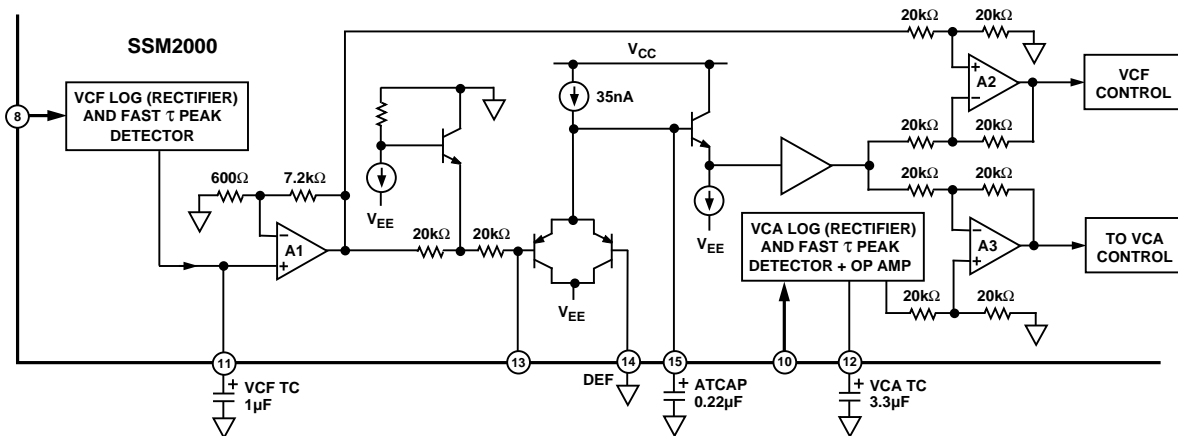 SSM2000
VCF LOG (RECTIFIER)
AND FAST τ PEAK
DETECTOR
8
600Ω
7.2kΩ
A1
VEE
20kΩ
20kΩ
VCC
35nA
VEE
VEE
VCA LOG (RECTIFIER)
AND FAST τ PEAK
DETECTOR + OP AMP
20kΩ
20kΩ
A2
20kΩ
20kΩ
VCF
CONTROL
20kΩ
20kΩ
A3
20kΩ
20kΩ
TO VCA
CONTROL
11
13
14
15
10
12
VCF TC
1µF
DEF
ATCAP
0.22µF
VCA TC
3.3µF